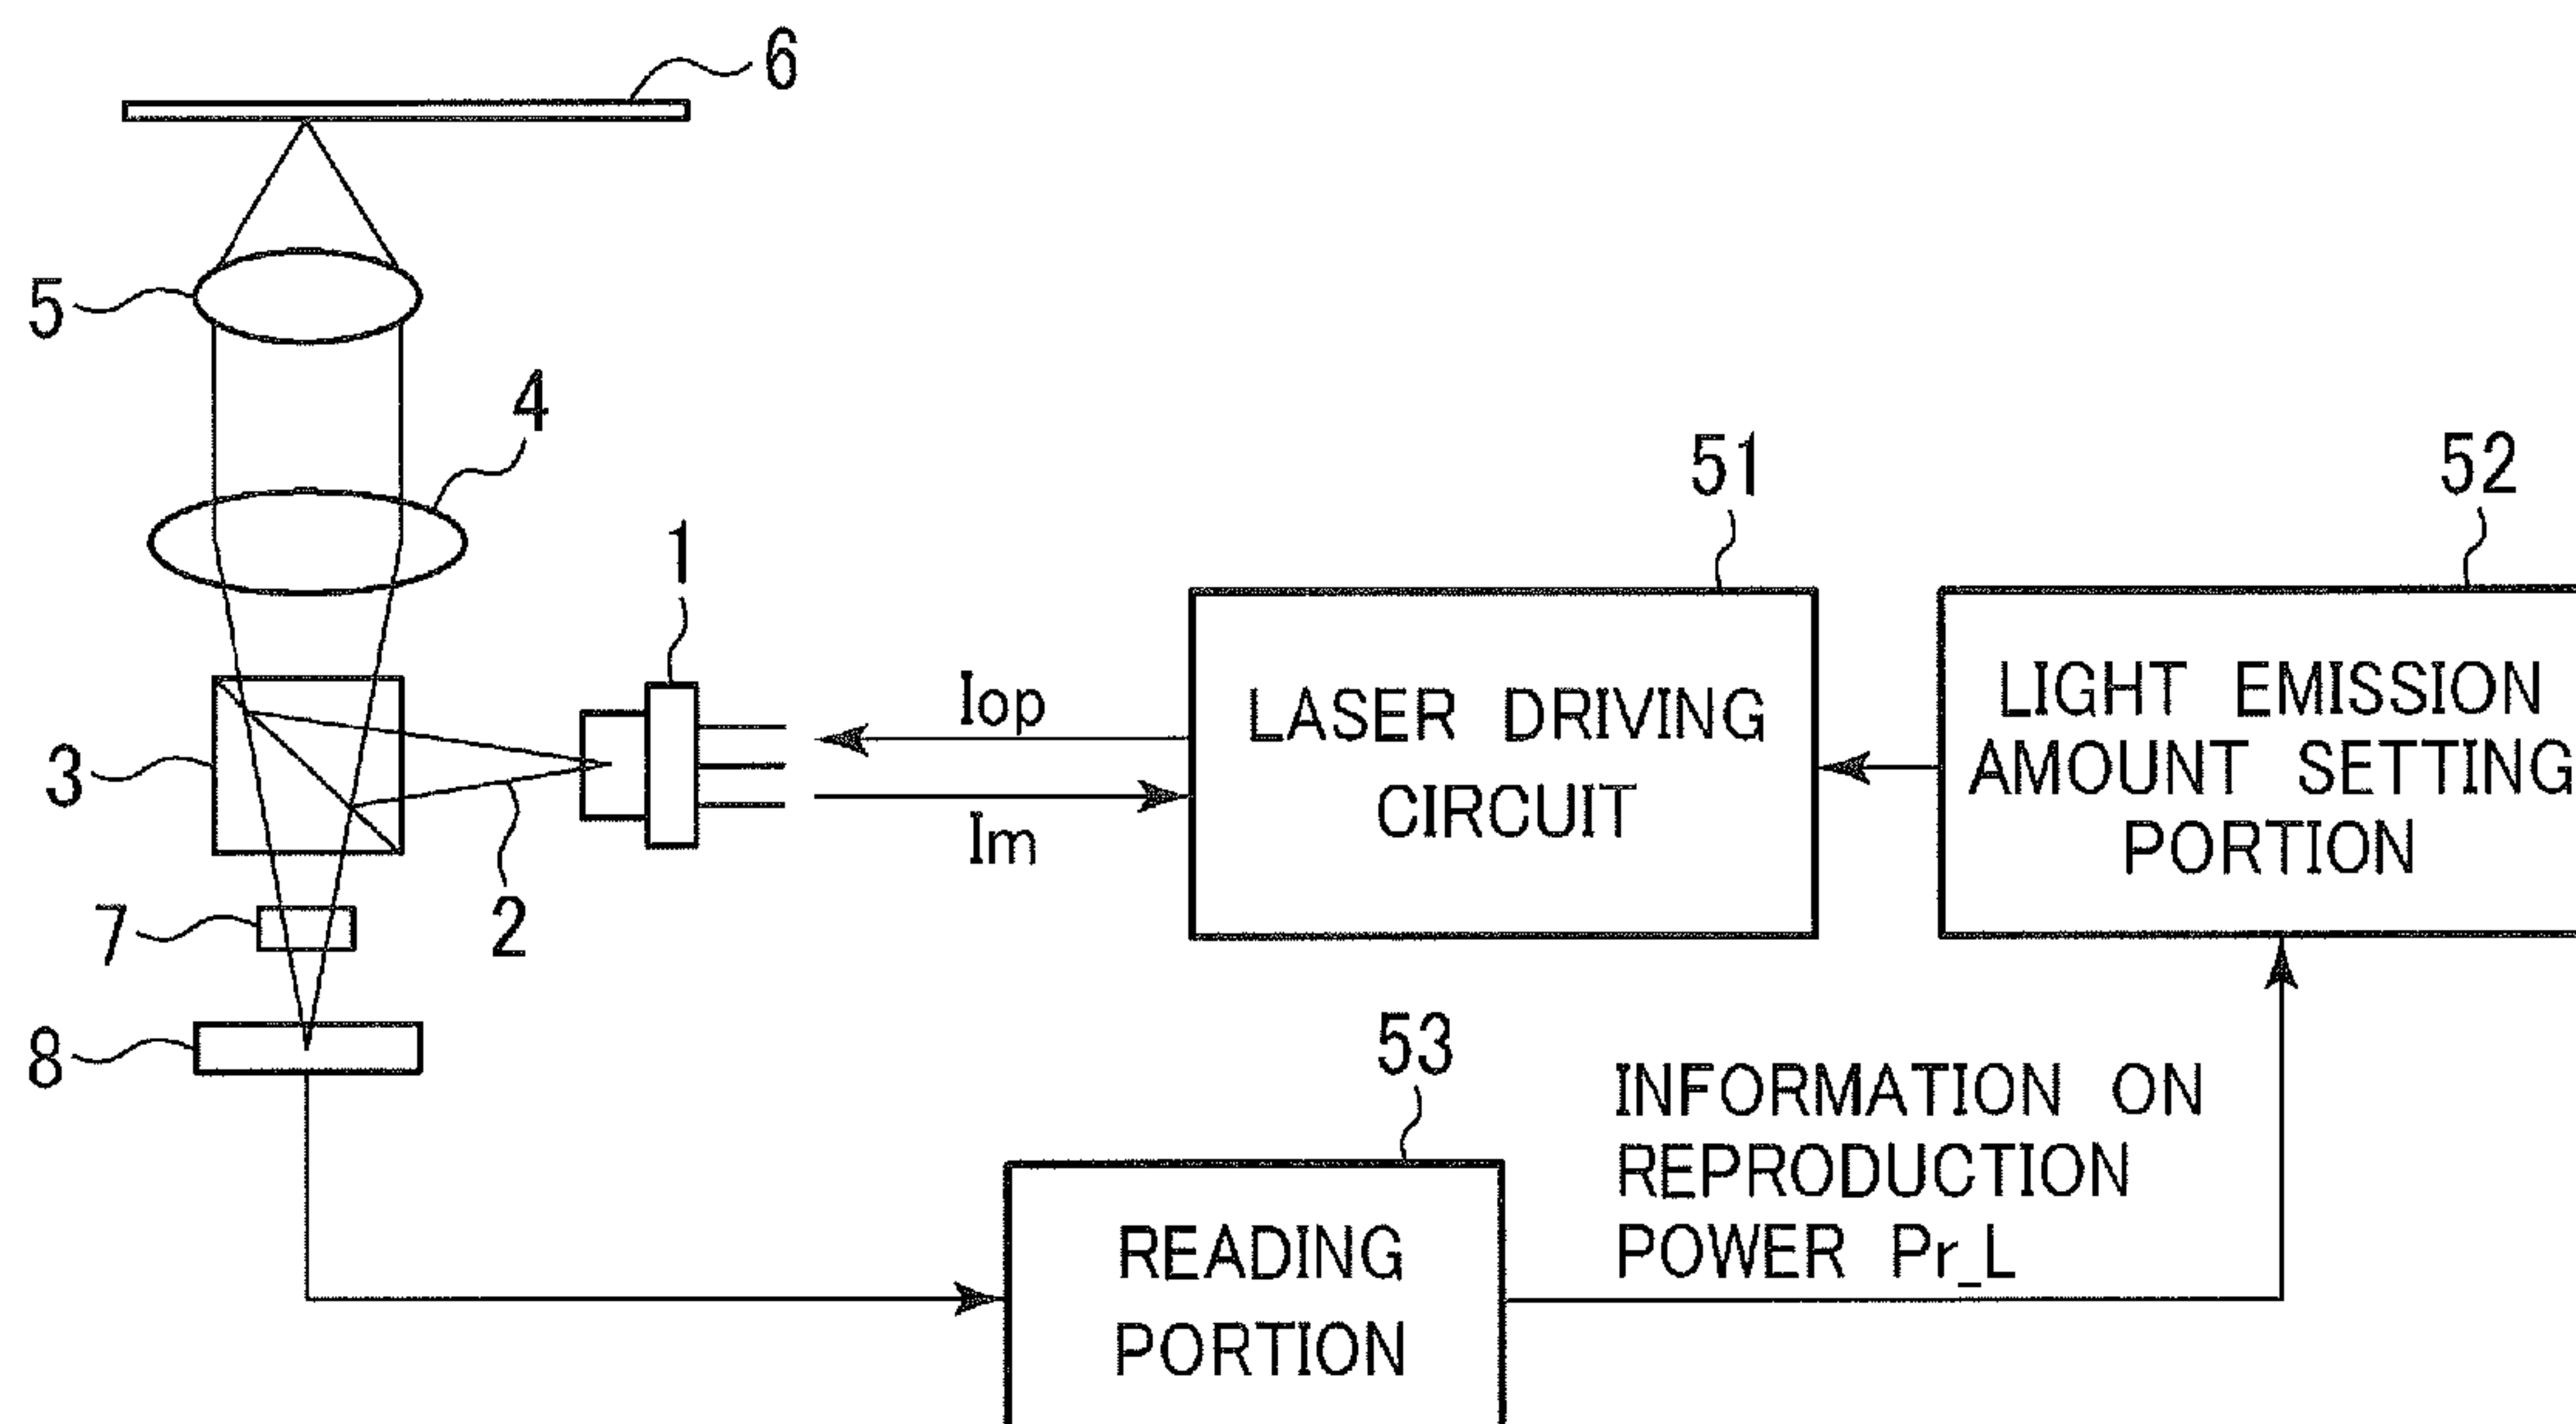 6
5
4
1
51
52
Iop
LASER DRIVING
CIRCUIT
LIGHT EMISSION
AMOUNT SETTING
PORTION
3
Im
7
2
8
53
INFORMATION ON
REPRODUCTION
POWER Pr_L
READING
PORTION